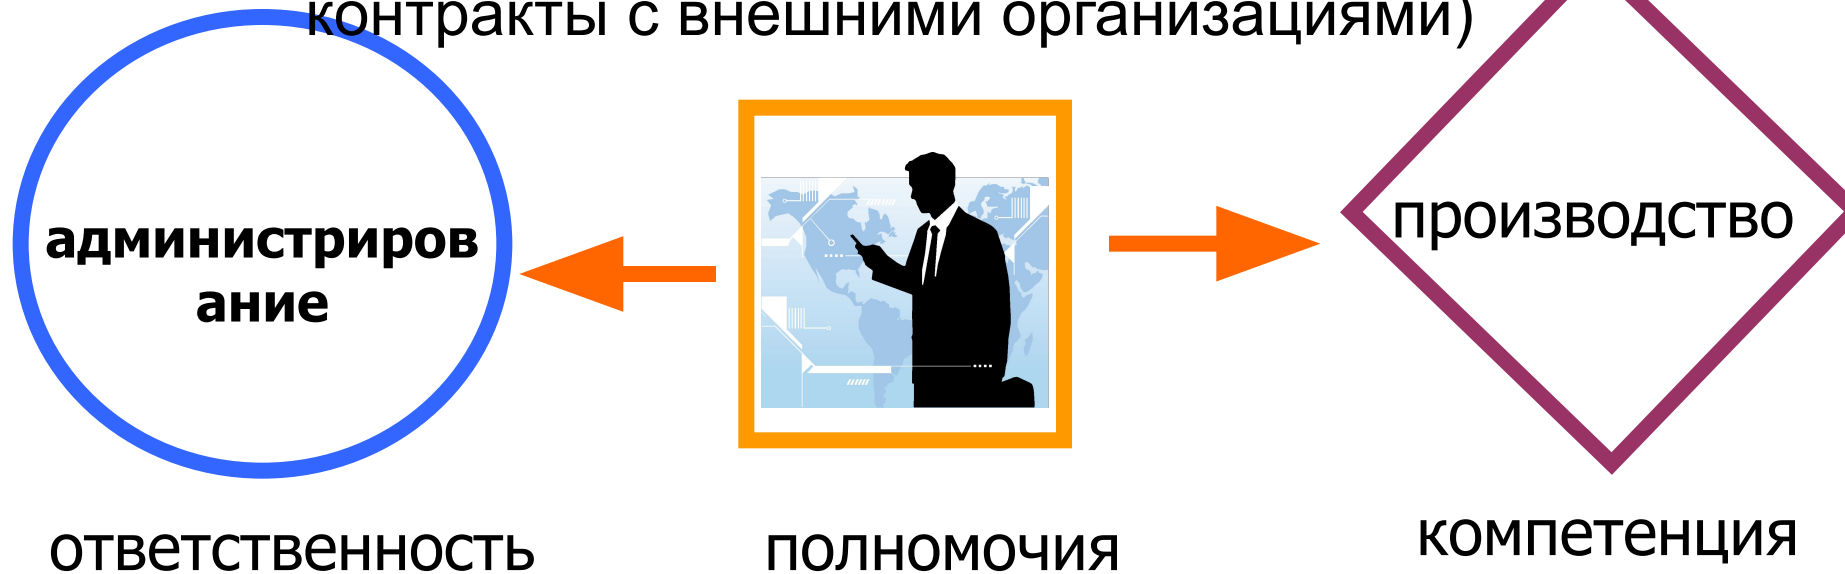 контракты с внешними организациями)
администриров
ание
производство
ответственность
полномочия
компетенция